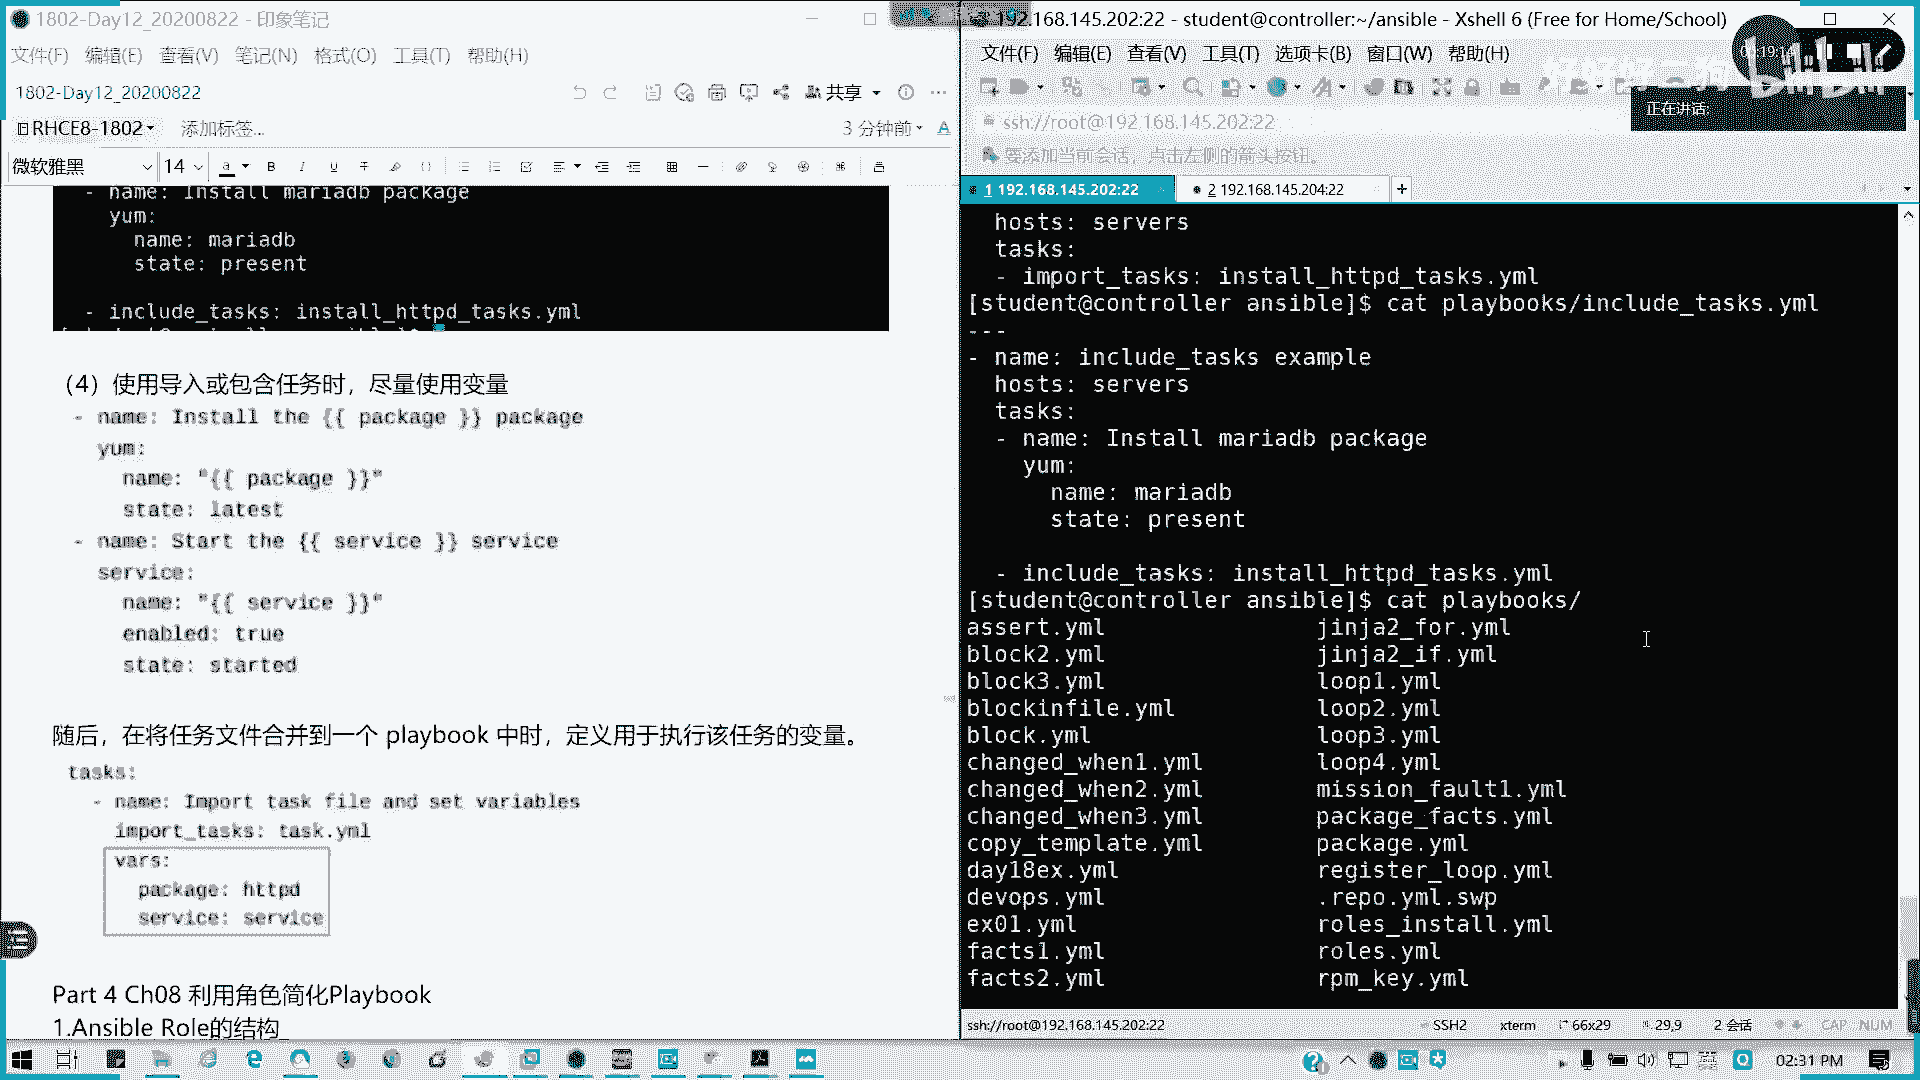 1802-Day12_20200822 - 印象笔记
文件(F) 编辑(E) 查看(V) 笔记(N) 格式(O) 工具(T) 帮助(H)
1802-Day12_20200822
共享
RHCE8-1802 添加标签...
3 分钟前
微软雅黑 14
- name: Install mariadb package
yum:
name: mariadb
state: present
- include_tasks: install_httpd_tasks.yml
（4）使用导入或包含任务时，尽量使用变量
- name: Install the {{ package }} package
yum:
name: "{{ package }}"
state: latest
- name: Start the {{ service }} service
service:
name: "{{ service }}"
enabled: true
state: started
随后，在将任务文件合并到一个 playbook 中时，定义用于执行该任务的变量。
tasks:
- name: Import task file and set variables
import_tasks: task.yml
vars:
package: httpd
service: service
Part 4 Ch08 利用角色简化Playbook
1.Ansible Role的结构
192.168.145.202:22 - student@controller:~/ansible - Xshell 6 (Free for Home/School)
文件(F) 编辑(E) 查看(V) 工具(T) 选项卡(B) 窗口(W) 帮助(H)
正在讲话:
ssh://root@192.168.145.202:22
要添加当前会话，点击左侧的箭头按钮。
1 192.168.145.202:22
2 192.168.145.204:22
hosts: servers
tasks:
- import_tasks: install_httpd_tasks.yml
[student@controller ansible]$ cat playbooks/include_tasks.yml
---
- name: include_tasks example
hosts: servers
tasks:
- name: Install mariadb package
yum:
name: mariadb
state: present
- include_tasks: install_httpd_tasks.yml
[student@controller ansible]$ cat playbooks/
assert.yml jinja2_for.yml
block2.yml jinja2_if.yml
block3.yml loop1.yml
blockinfile.yml loop2.yml
block.yml loop3.yml
changed_when1.yml loop4.yml
changed_when2.yml mission_fault1.yml
changed_when3.yml package_facts.yml
copy_template.yml package.yml
day18ex.yml register_loop.yml
devops.yml .repo.yml.swp
ex01.yml roles_install.yml
facts1.yml roles.yml
facts2.yml rpm_key.yml
ssh://root@192.168.145.202:22 SSH2 xterm 66x29 29,9 2 会话 CAP NUM
02:31 PM